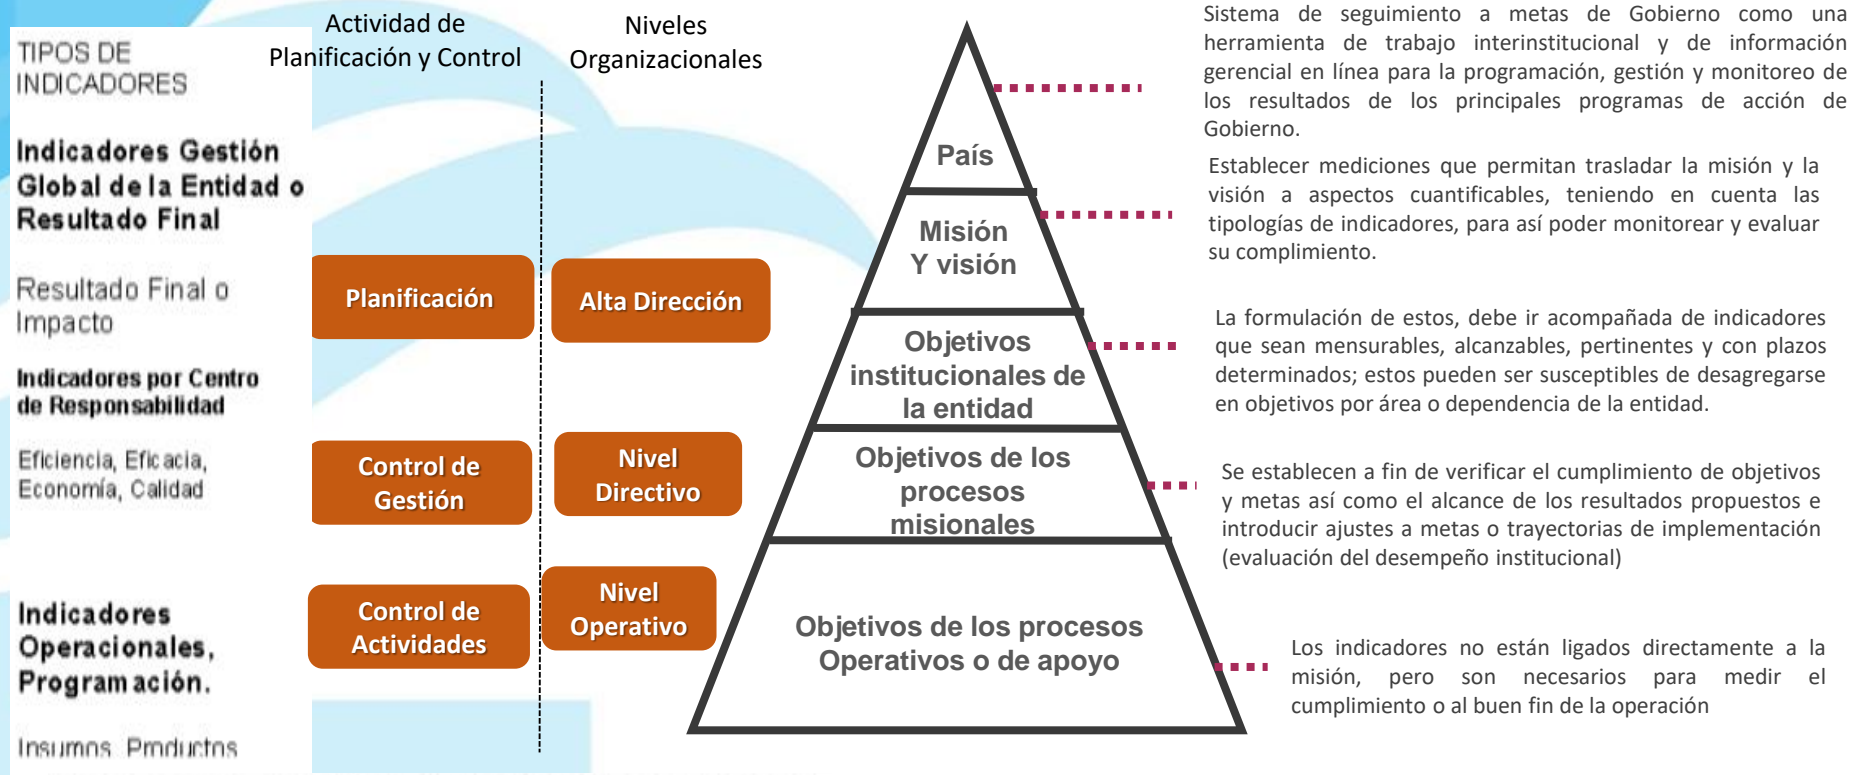 TIPOS DE
INDICADORES
Indicadores Gestión
Global de la Entidad o
Resultado Final
Resultado Final o
Impacto
Indicadores por Centro
de Responsabilidad
Eficiencia, Eficacia,
Economía, Calidad
Indicadores
Operacionales,
Programación.
Insumos Productos
Actividad de
Planificación y Control
Planificación
Control de
Gestión
Control de
Actividades
Niveles
Organizacionales
Alta Dirección
Nivel
Directivo
Nivel
Operativo
País
Misión
Y visión
Objetivos
institucionales de
la entidad
Objetivos de los
procesos
misionales
Objetivos de los procesos
Operativos o de apoyo
Sistema de seguimiento a metas de Gobierno como una
herramienta de trabajo interinstitucional y de información
gerencial en línea para la programación, gestión y monitoreo de
los resultados de los principales programas de acción de
Gobierno.
Establecer mediciones que permitan trasladar la misión y la
visión a aspectos cuantificables, teniendo en cuenta las
tipologías de indicadores, para así poder monitorear y evaluar
su complimiento.
La formulación de estos, debe ir acompañada de indicadores
que sean mensurables, alcanzables, pertinentes y con plazos
determinados; estos pueden ser susceptibles de desagregarse
en objetivos por área o dependencia de la entidad.
Se establecen a fin de verificar el cumplimiento de objetivos
y metas así como el alcance de los resultados propuestos e
introducir ajustes a metas o trayectorias de implementación
(evaluación del desempeño institucional)
Los indicadores no están ligados directamente a la
misión, pero son necesarios para medir el
cumplimiento o al buen fin de la operación